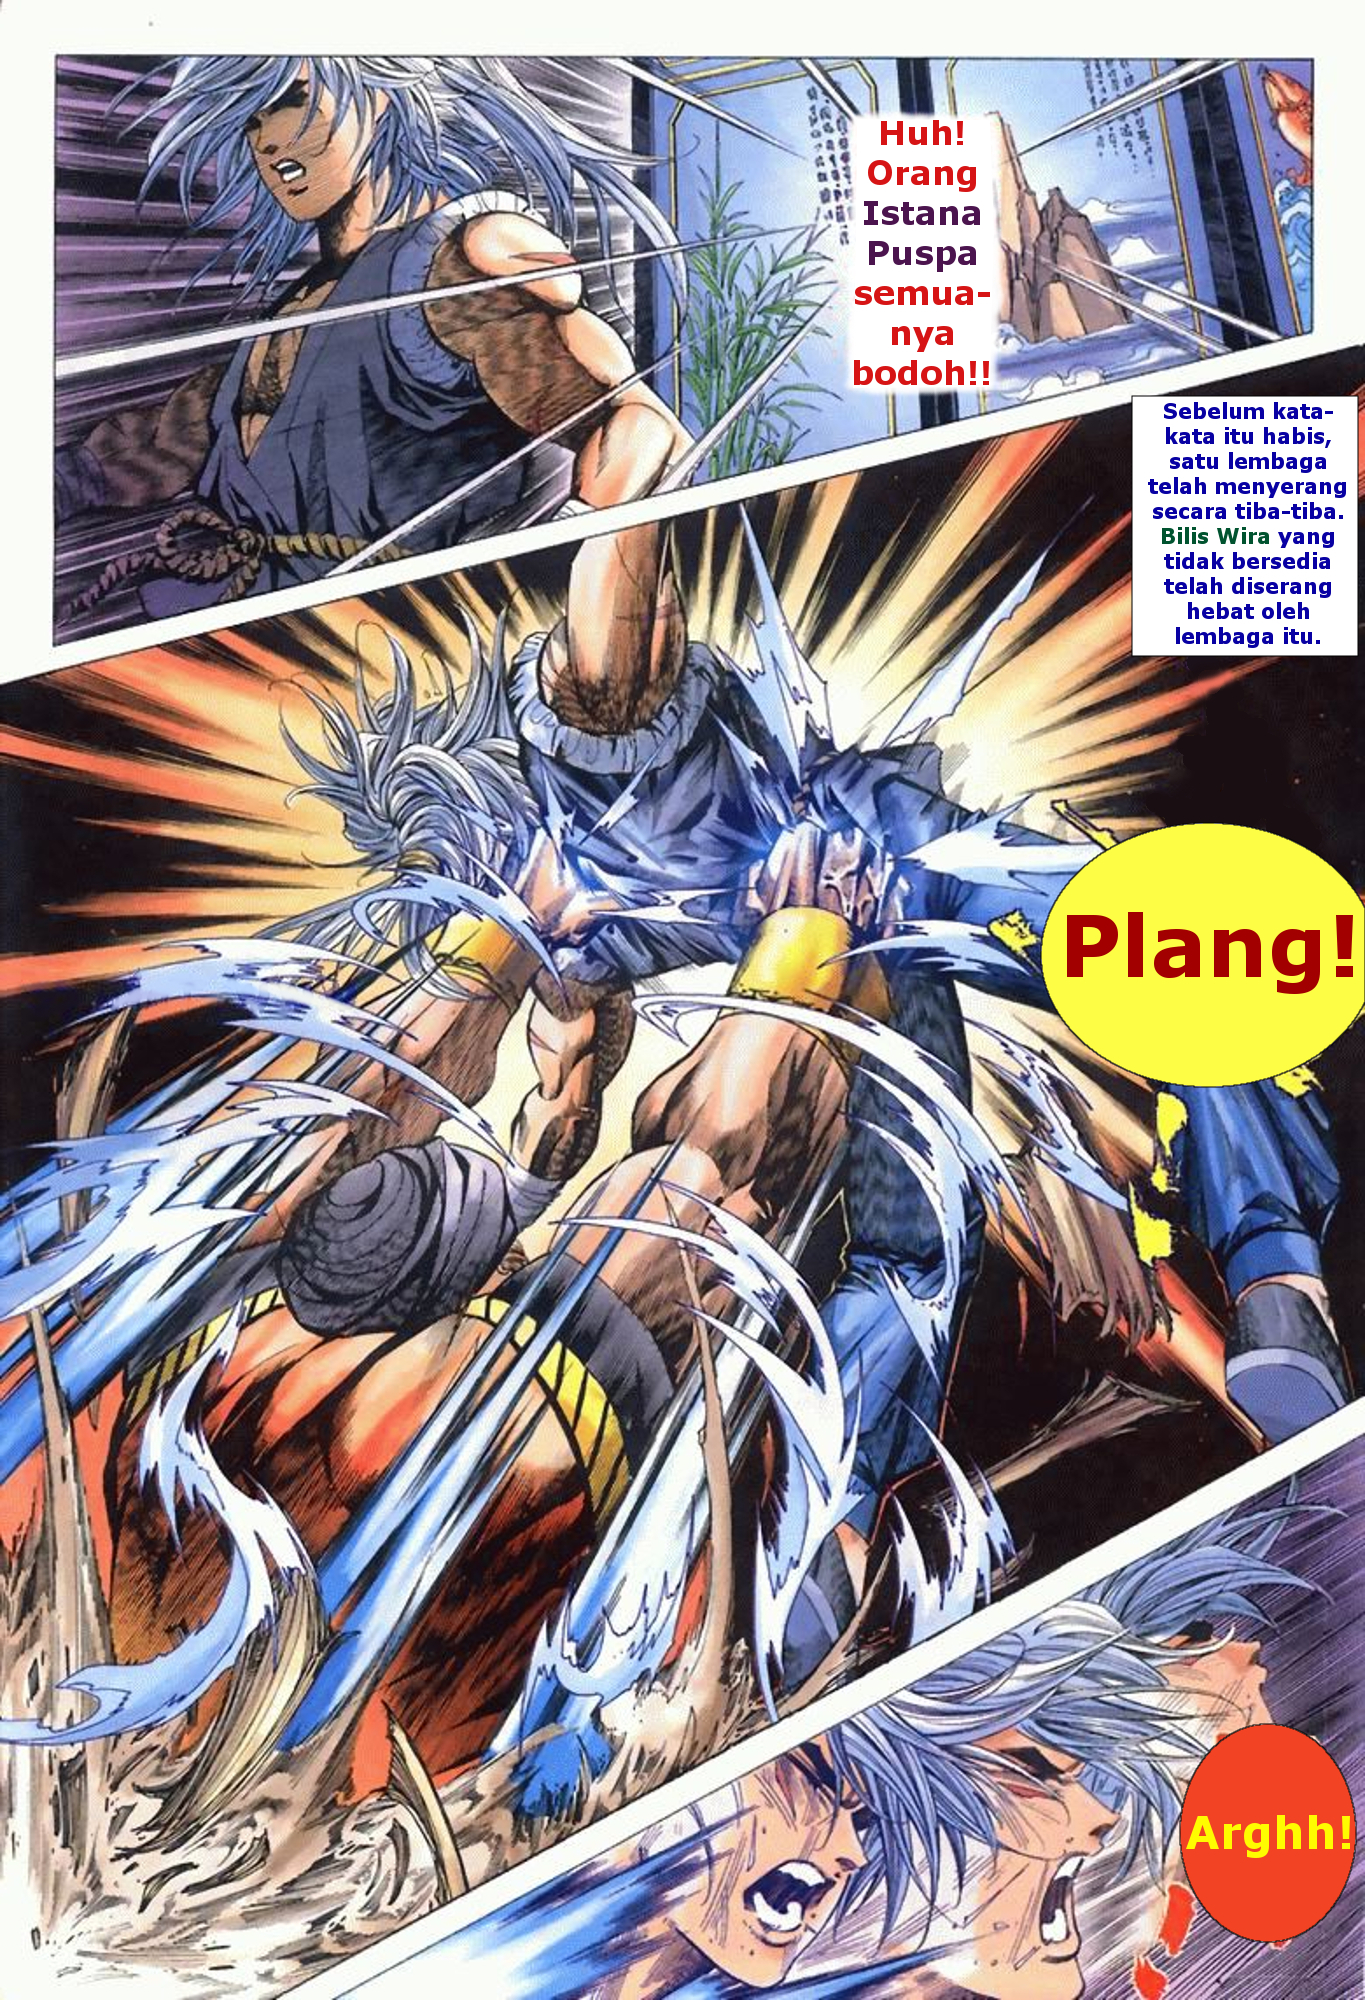 Huh!
Orang
Istana
Puspa
semua-
nya
bodoh!!
Sebelum kata-
kata itu habis,
satu lembaga
telah menyerang
secara tiba-tiba.
Bilis Wira yang
tidak bersedia
telah diserang
hebat oleh
lembaga itu.
Plang!
Arghh!